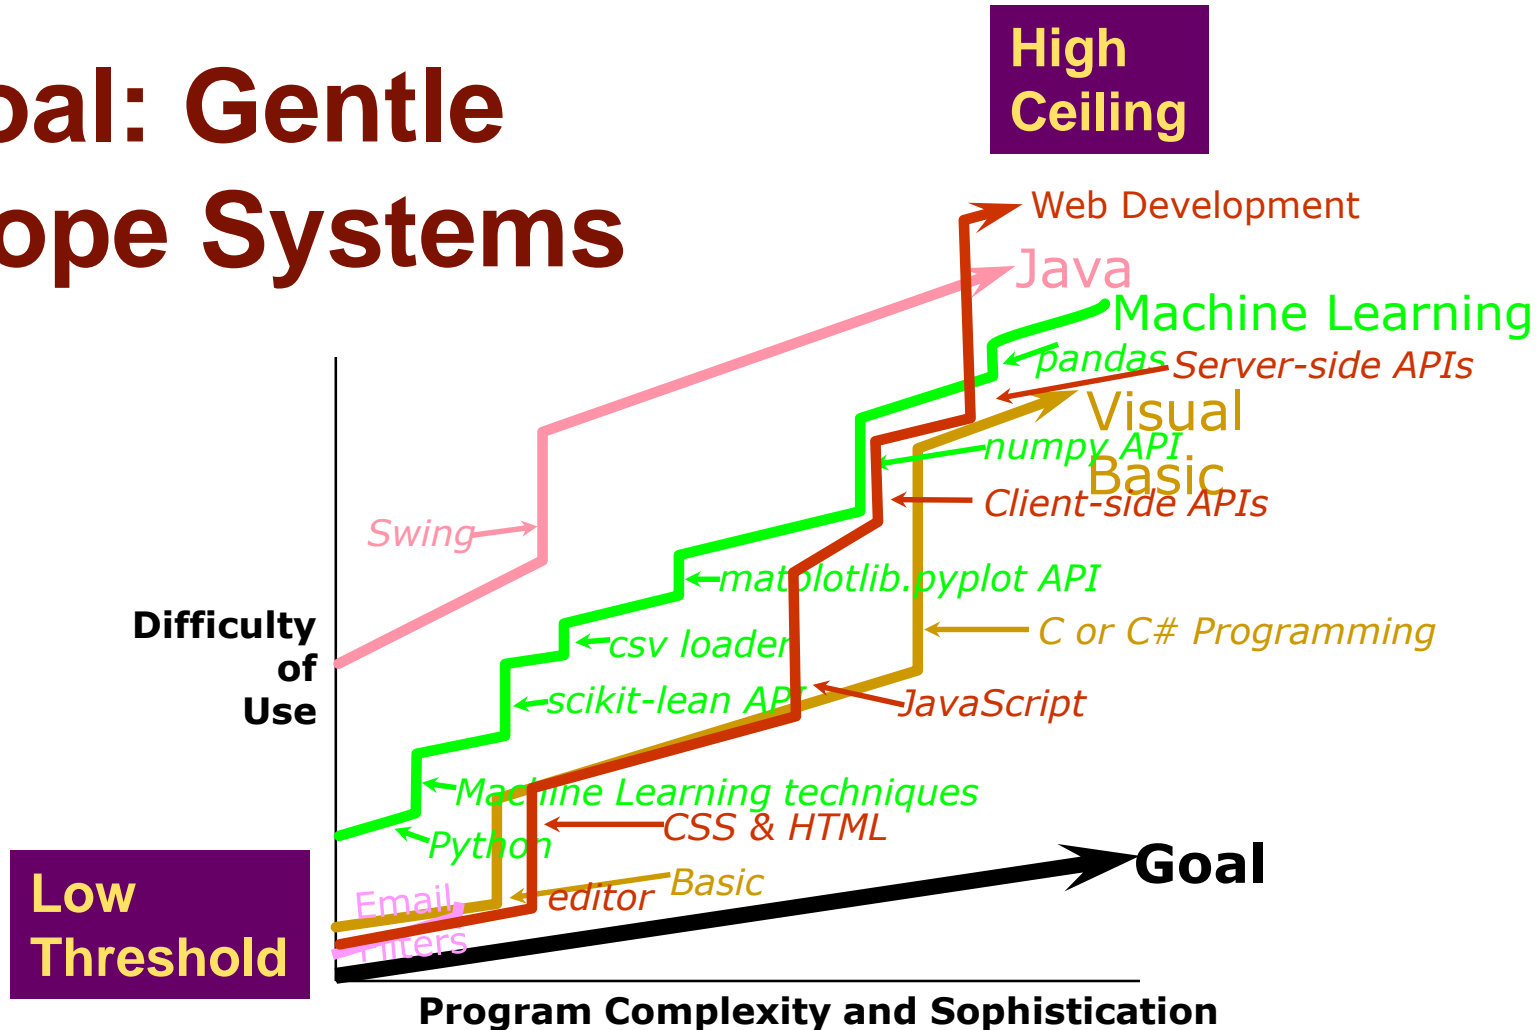 High
Ceiling
oal: Gentle
ope Systems
Web Development
Java
Machine Learning
pandas
Server-side APIs
Visual
Basic
numpy API
Client-side APIs
Swing
matplotlib.pyplot API
Difficulty
of
Use
C or C# Programming
csv loader
scikit-lean API
JavaScript
Machine Learning techniques
CSS & HTML
Python
Goal
Basic
editor
Email
Filters
Low
Threshold
Program Complexity and Sophistication